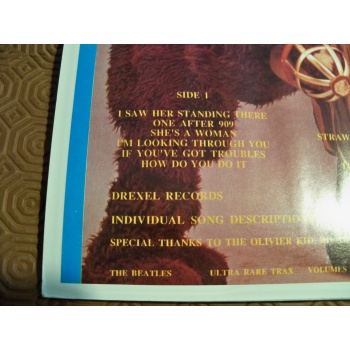 SIDE 1
I SAW HER STANDING THERE
ONE AFTER 909
SHE'S A WOMAN
I'M LOOKING THROUGH YOU
IF YOU'VE GOT TROUBLES
HOW DO YOU DO IT
STRAW
DREXEL RECORDS
INDIVIDUAL SONG DESCRIPTION
SPECIAL THANKS TO THE OLIVIER KID,
THE BEATLES ULTRA RARE TRAX VOLUMES